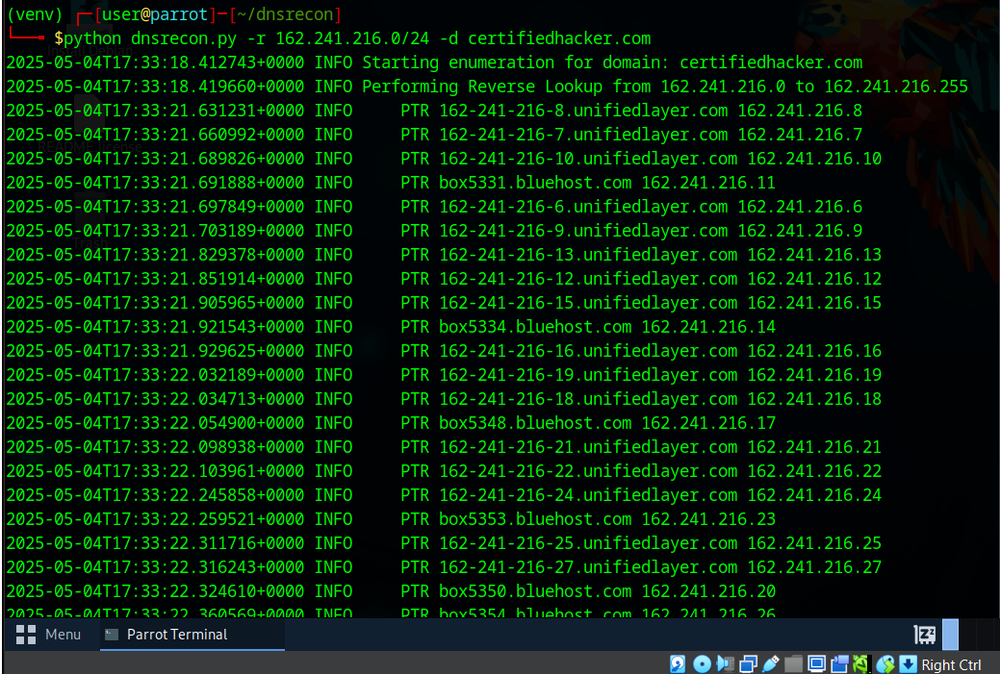 (venv) ┌─[user@parrot]─[~/dnsrecon]
└──╼ $python dnsrecon.py -r 162.241.216.0/24 -d certifiedhacker.com
2025-05-04T17:33:18.412743+0000 INFO Starting enumeration for domain: certifiedhacker.com
2025-05-04T17:33:18.419660+0000 INFO Performing Reverse Lookup from 162.241.216.0 to 162.241.216.255
2025-05-04T17:33:21.631231+0000 INFO     PTR 162-241-216-8.unifiedlayer.com 162.241.216.8
2025-05-04T17:33:21.660992+0000 INFO     PTR 162-241-216-7.unifiedlayer.com 162.241.216.7
2025-05-04T17:33:21.689826+0000 INFO     PTR 162-241-216-10.unifiedlayer.com 162.241.216.10
2025-05-04T17:33:21.691888+0000 INFO     PTR box5331.bluehost.com 162.241.216.11
2025-05-04T17:33:21.697849+0000 INFO     PTR 162-241-216-6.unifiedlayer.com 162.241.216.6
2025-05-04T17:33:21.703189+0000 INFO     PTR 162-241-216-9.unifiedlayer.com 162.241.216.9
2025-05-04T17:33:21.829378+0000 INFO     PTR 162-241-216-13.unifiedlayer.com 162.241.216.13
2025-05-04T17:33:21.851914+0000 INFO     PTR 162-241-216-12.unifiedlayer.com 162.241.216.12
2025-05-04T17:33:21.905965+0000 INFO     PTR 162-241-216-15.unifiedlayer.com 162.241.216.15
2025-05-04T17:33:21.921543+0000 INFO     PTR box5334.bluehost.com 162.241.216.14
2025-05-04T17:33:21.929625+0000 INFO     PTR 162-241-216-16.unifiedlayer.com 162.241.216.16
2025-05-04T17:33:22.032189+0000 INFO     PTR 162-241-216-19.unifiedlayer.com 162.241.216.19
2025-05-04T17:33:22.034713+0000 INFO     PTR 162-241-216-18.unifiedlayer.com 162.241.216.18
2025-05-04T17:33:22.054900+0000 INFO     PTR box5348.bluehost.com 162.241.216.17
2025-05-04T17:33:22.098938+0000 INFO     PTR 162-241-216-21.unifiedlayer.com 162.241.216.21
2025-05-04T17:33:22.103961+0000 INFO     PTR 162-241-216-22.unifiedlayer.com 162.241.216.22
2025-05-04T17:33:22.245858+0000 INFO     PTR 162-241-216-24.unifiedlayer.com 162.241.216.24
2025-05-04T17:33:22.259521+0000 INFO     PTR box5353.bluehost.com 162.241.216.23
2025-05-04T17:33:22.311716+0000 INFO     PTR 162-241-216-25.unifiedlayer.com 162.241.216.25
2025-05-04T17:33:22.316243+0000 INFO     PTR 162-241-216-27.unifiedlayer.com 162.241.216.27
2025-05-04T17:33:22.324610+0000 INFO     PTR box5350.bluehost.com 162.241.216.20
2025-05-04T17:33:22.360569+0000 INFO     PTR box5354.bluehost.com 162.241.216.26
Menu
Parrot Terminal
Right Ctrl